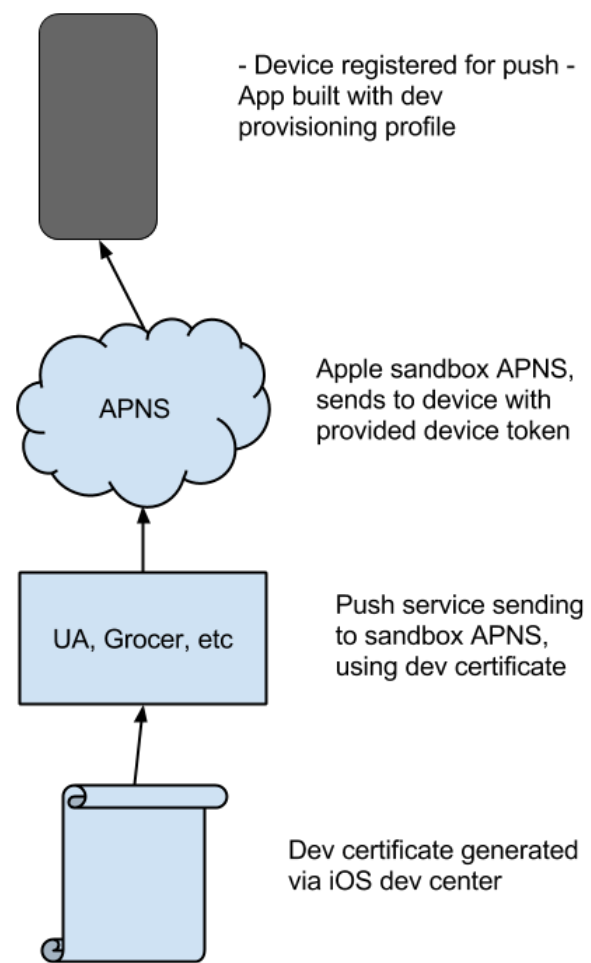 - Device registered for push -
App built with dev
provisioning profile
APNS
Apple sandbox APNS,
sends to device with
provided device token
UA, Grocer, etc
Push service sending
to sandbox APNS,
using dev certificate
Dev certificate generated
via iOS dev center